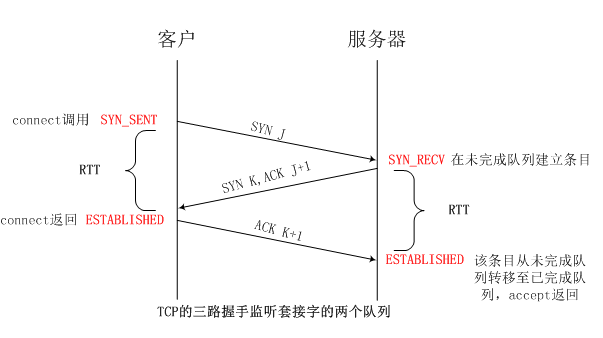 客户
服务器
connect调用 SYN_SENT
SYN J
SYN_RECV 在未完成队列建立条目
RTT
SYN K,ACK J+1
RTT
connect返回 ESTABLISHED
ACK K+1
ESTABLISHED 该条目从未完成队
列转移至已完成队
列，accept返回
TCP的三路握手监听套接字的两个队列